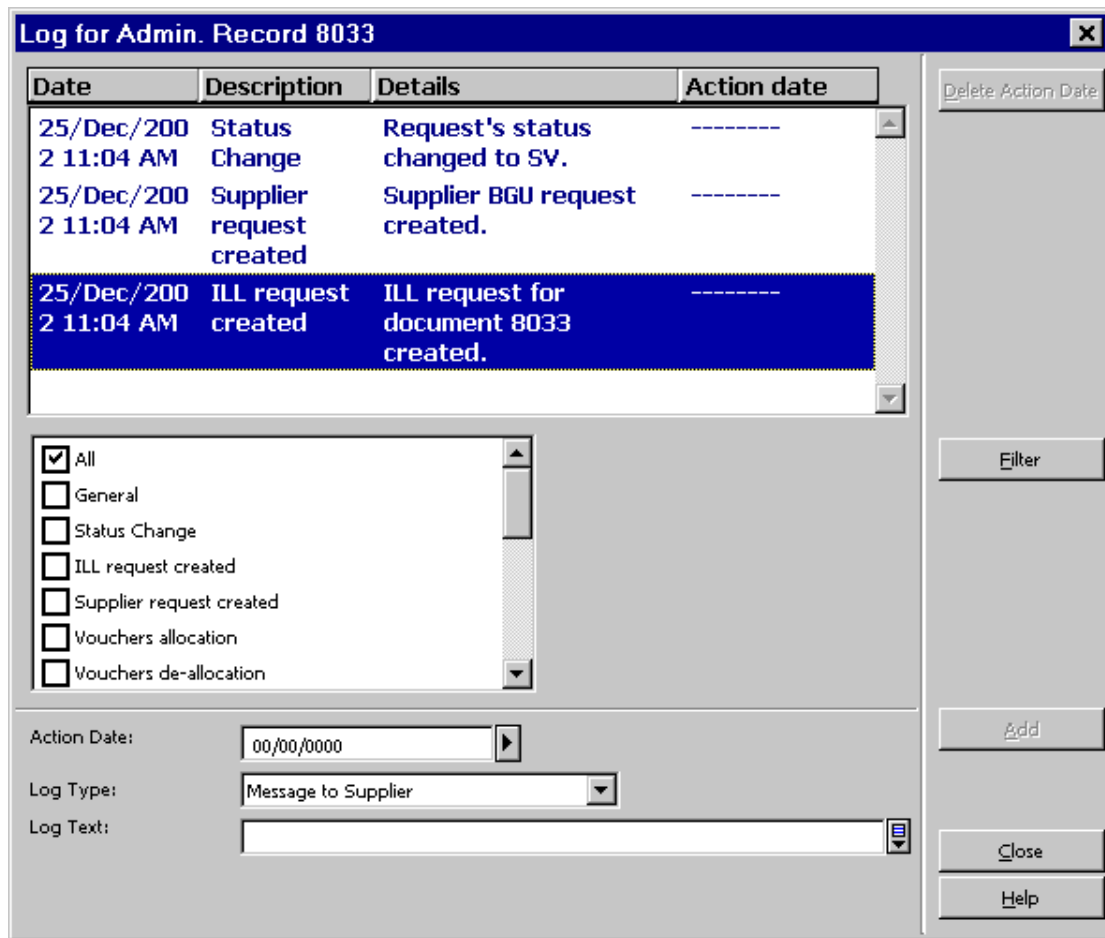 Log for Admin. Record 8033
Date Description Details Action date
25/Dec/200 Status Request's status --------
2 11:04 AM Change changed to SV.
25/Dec/200 Supplier Supplier BGU request --------
2 11:04 AM request created.
created
25/Dec/200 ILL request ILL request for --------
2 11:04 AM created document 8033
created.
Delete Action Date
All
General
Status Change
ILL request created
Supplier request created
Vouchers allocation
Vouchers de-allocation
Filter
Action Date: 00/00/0000
Log Type: Message to Supplier
Log Text:
Add
Close
Help